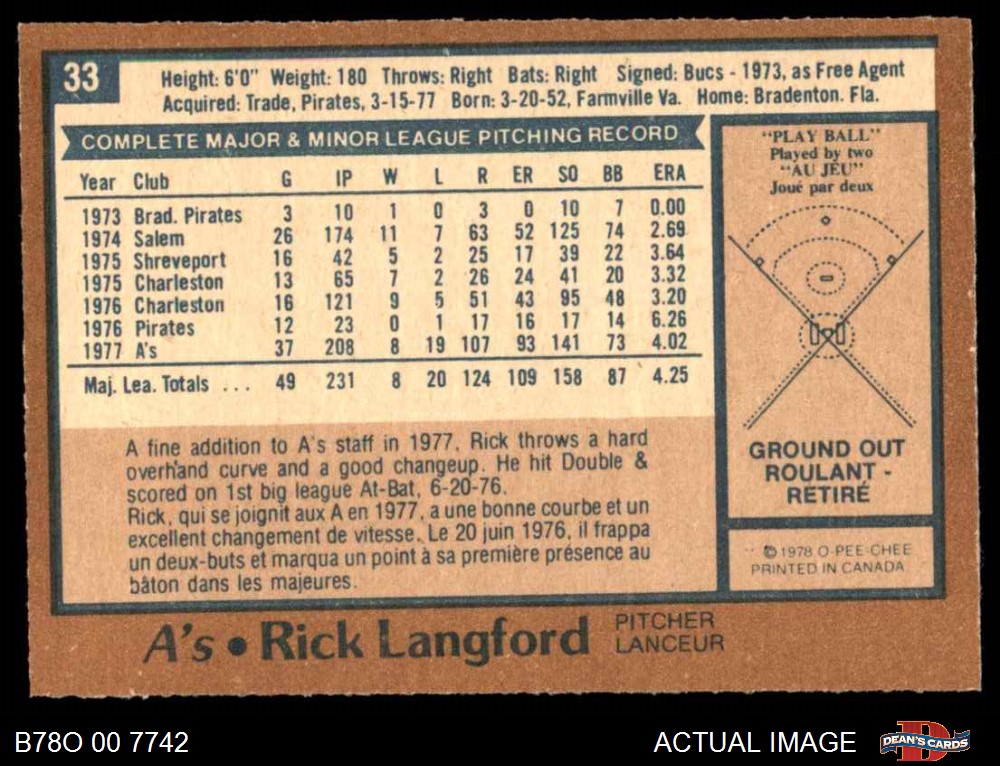 33
Height: 6'0" Weight: 180 Throws: Right Bats: Right Signed: Bucs - 1973, as Free Agent
Acquired: Trade, Pirates, 3-15-77 Born: 3-20-52, Farmville Va. Home: Bradenton. Fla.
COMPLETE MAJOR & MINOR LEAGUE PITCHING RECORD
Year Club G IP W L R ER SO BB ERA
1973 Brad. Pirates 3 10 1 0 3 0 10 7 0.00
1974 Salem 26 174 11 7 63 52 125 74 2.69
1975 Shreveport 16 42 5 2 25 17 39 22 3.64
1975 Charleston 13 65 7 2 26 24 41 20 3.32
1976 Charleston 16 121 9 5 51 43 95 48 3.20
1976 Pirates 12 23 0 1 17 16 17 14 6.26
1977 A's 37 208 8 19 107 93 141 73 4.02
Maj. Lea. Totals ... 49 231 8 20 124 109 158 87 4.25
A fine addition to A's staff in 1977, Rick throws a hard
overhand curve and a good changeup. He hit Double &
scored on 1st big league At-Bat, 6-20-76.
Rick, qui se joignit aux A en 1977, a une bonne courbe et un
excellent changement de vitesse. Le 20 juin 1976, il frappa
un deux-buts et marqua un point à sa première présence au
bâton dans les majeures.
"PLAY BALL"
Played by two
"AU JEU"
Joué par deux
GROUND OUT
ROULANT -
RETIRÉ
© 1978 O-PEE-CHEE
PRINTED IN CANADA
A's • Rick Langford
PITCHER
LANCEUR
B78O 00 7742
ACTUAL IMAGE
DEAN'S CARDS